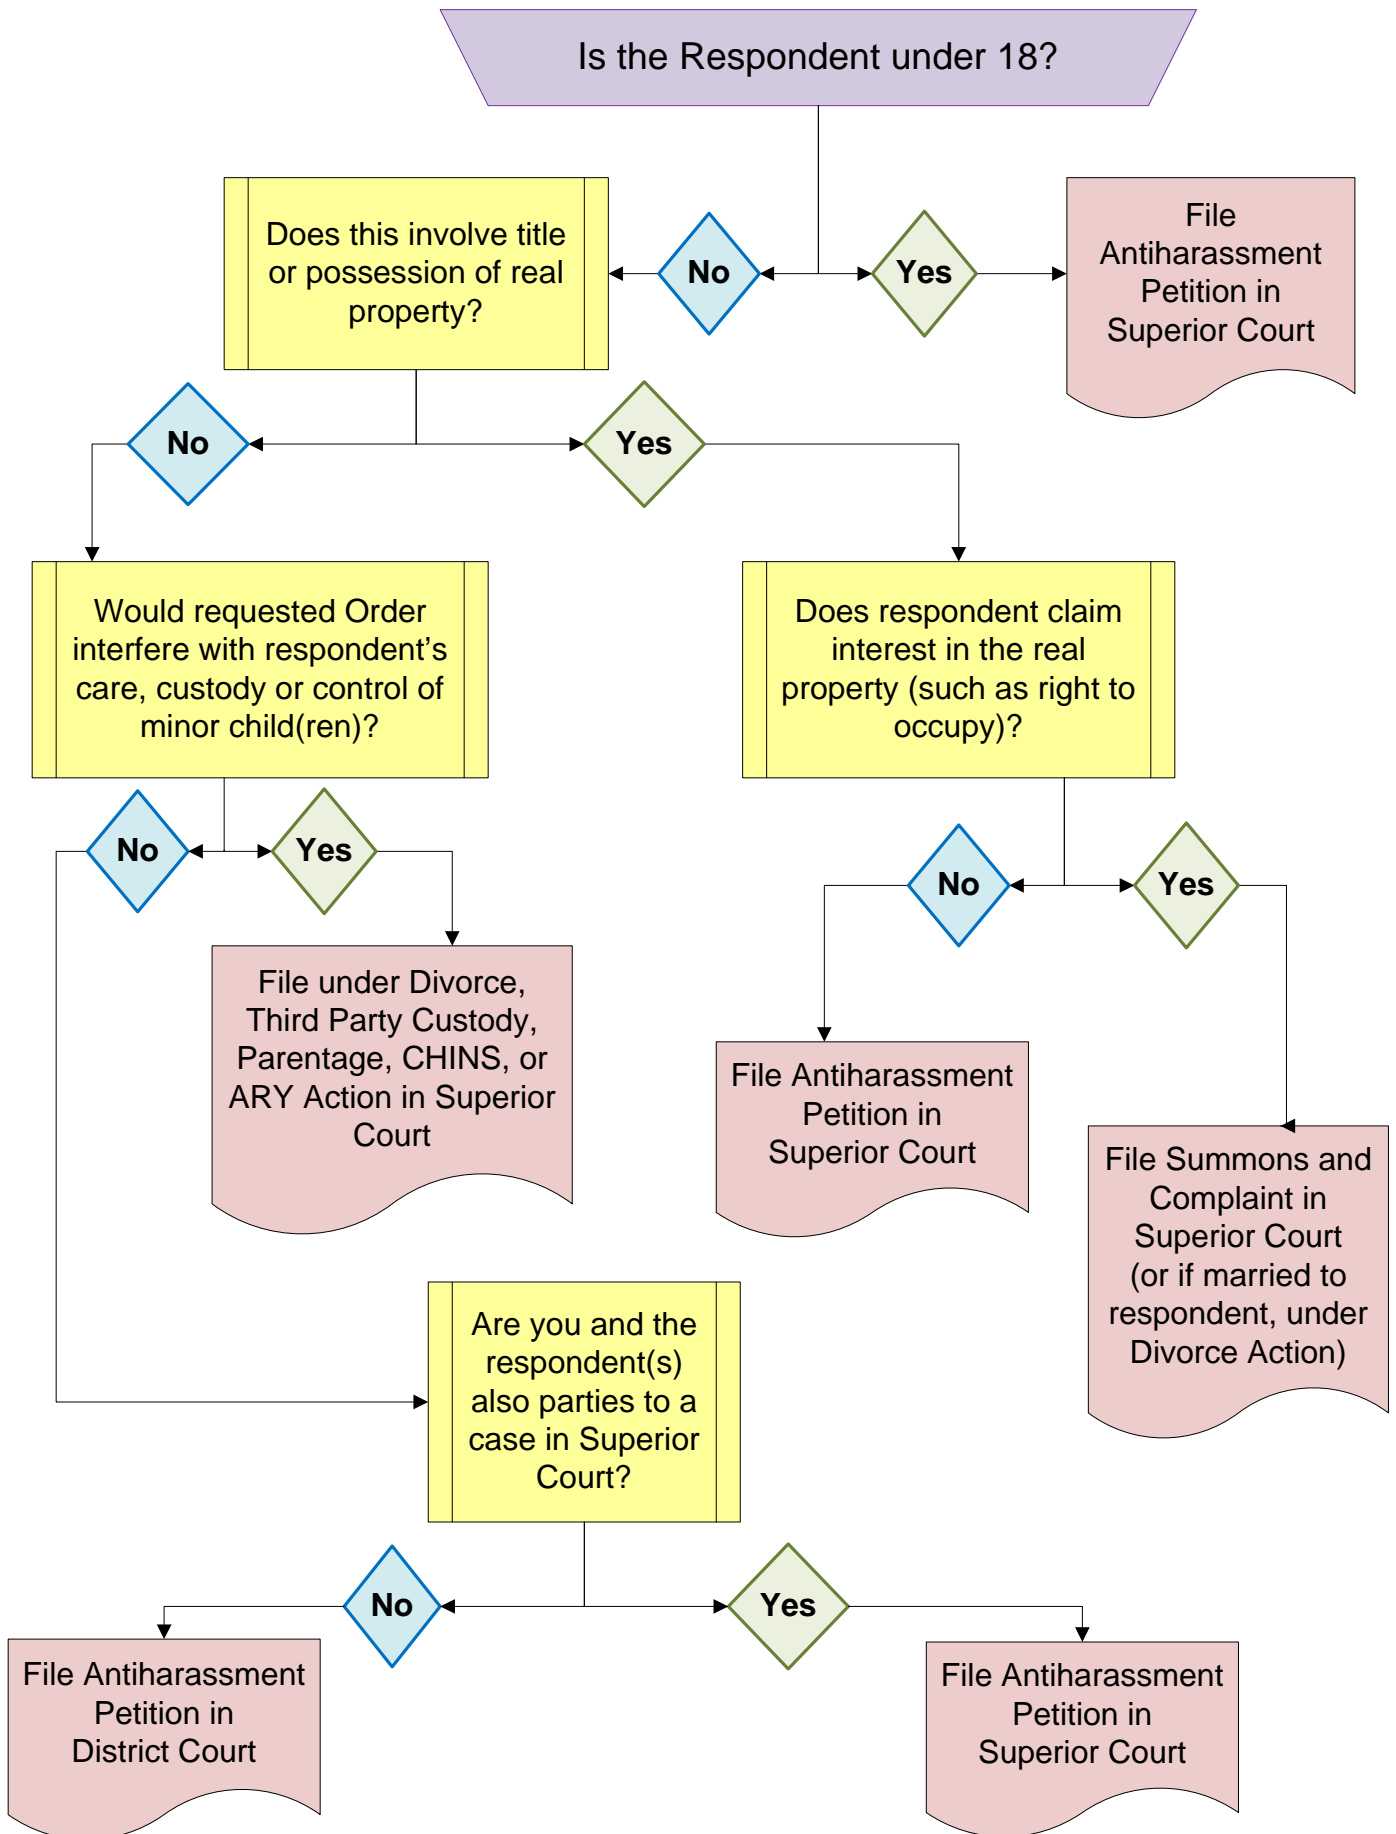 Is the Respondent under 18?
Does this involve title
or possession of real
property?
No
Yes
File
Antiharassment
Petition in
Superior Court
No
Yes
Would requested Order
interfere with respondent’s
care, custody or control of
minor child(ren)?
Does respondent claim
interest in the real
property (such as right to
occupy)?
No
Yes
No
Yes
File under Divorce,
Third Party Custody,
Parentage, CHINS, or
ARY Action in Superior
Court
File Antiharassment
Petition in
Superior Court
File Summons and
Complaint in
Superior Court
(or if married to
respondent, under
Divorce Action)
Are you and the
respondent(s)
also parties to a
case in Superior
Court?
No
Yes
File Antiharassment
Petition in
District Court
File Antiharassment
Petition in
Superior Court